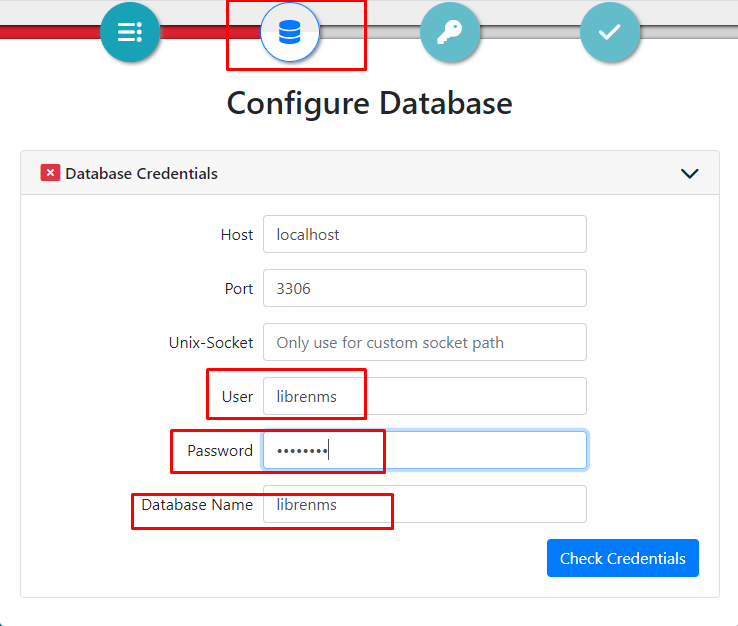 Configure Database
Database Credentials
Host localhost
Port 3306
Unix-Socket Only use for custom socket path
User librenms
Password ••••••••
Database Name librenms
Check Credentials